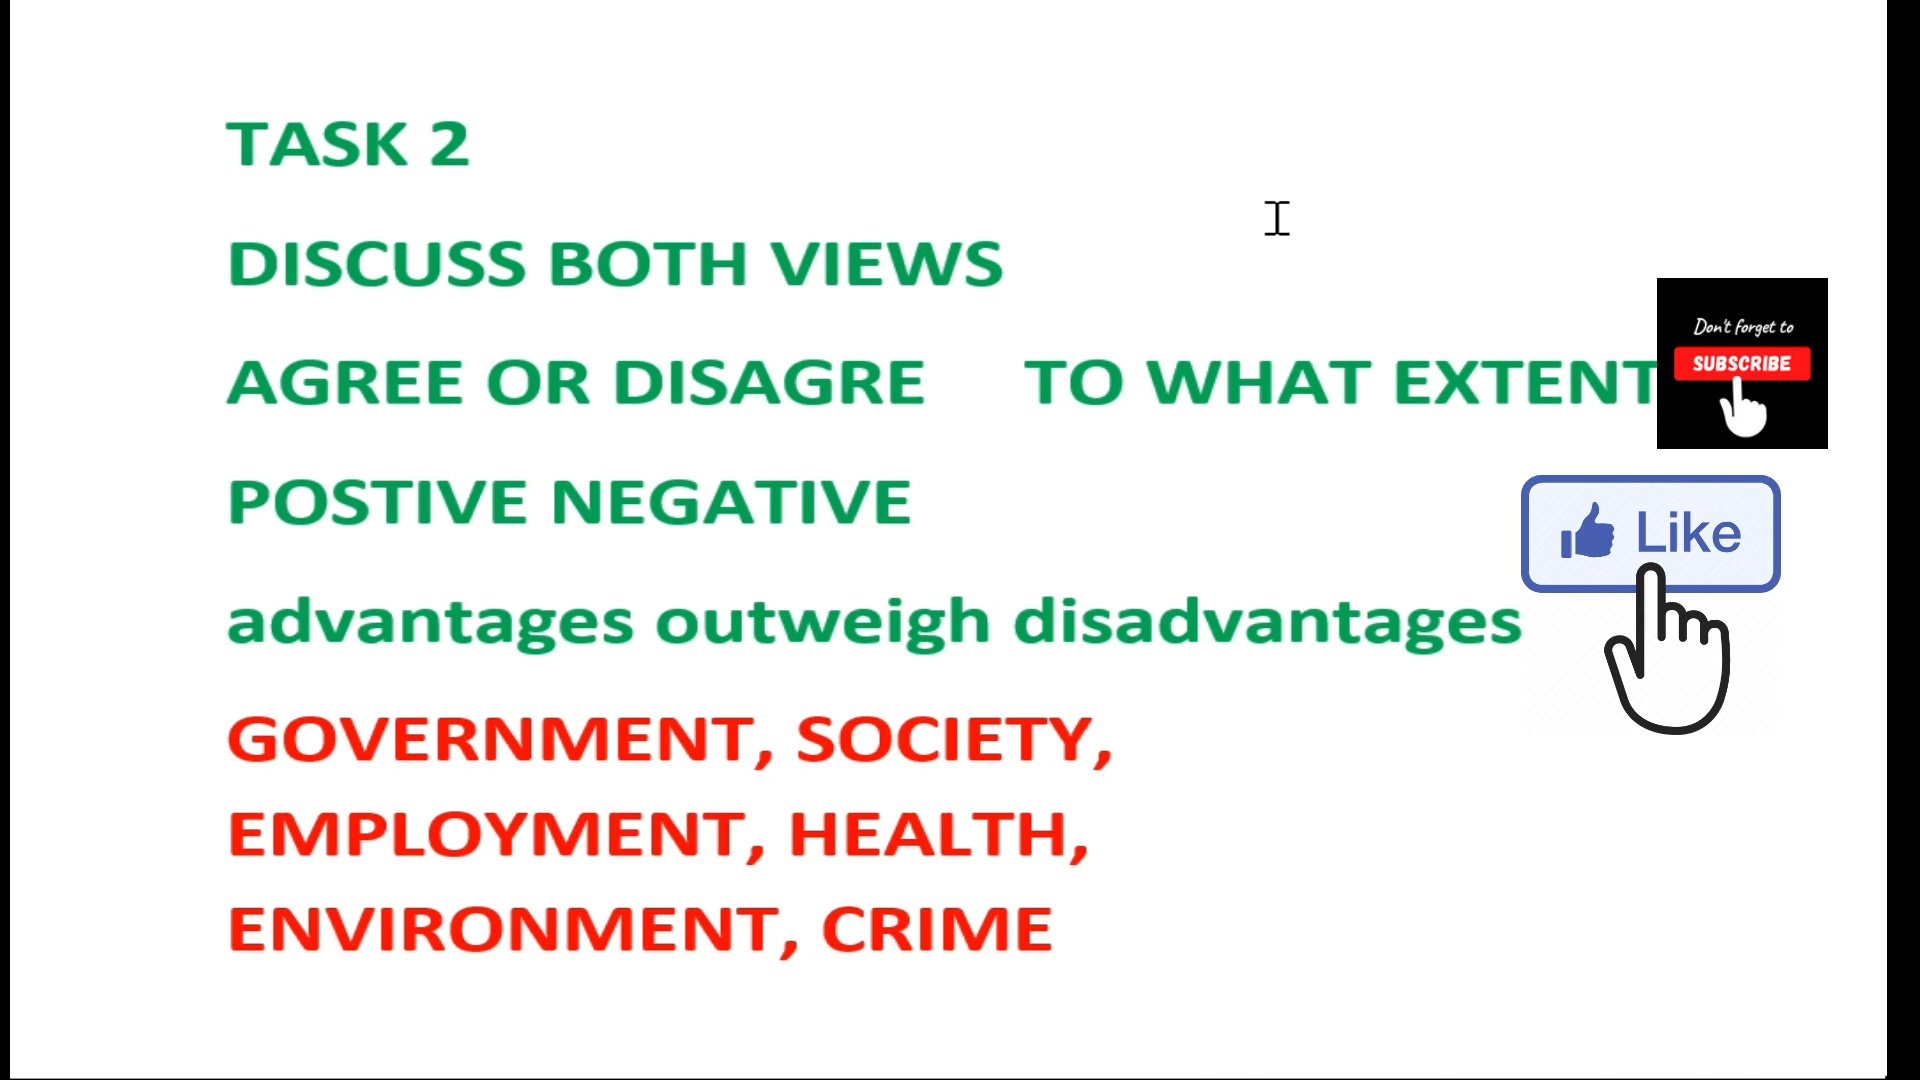 TASK 2
DISCUSS BOTH VIEWS
AGREE OR DISAGRE TO WHAT EXTENT
Don't forget to
SUBSCRIBE
POSTIVE NEGATIVE
Like
advantages outweigh disadvantages
GOVERNMENT, SOCIETY,
EMPLOYMENT, HEALTH,
ENVIRONMENT, CRIME